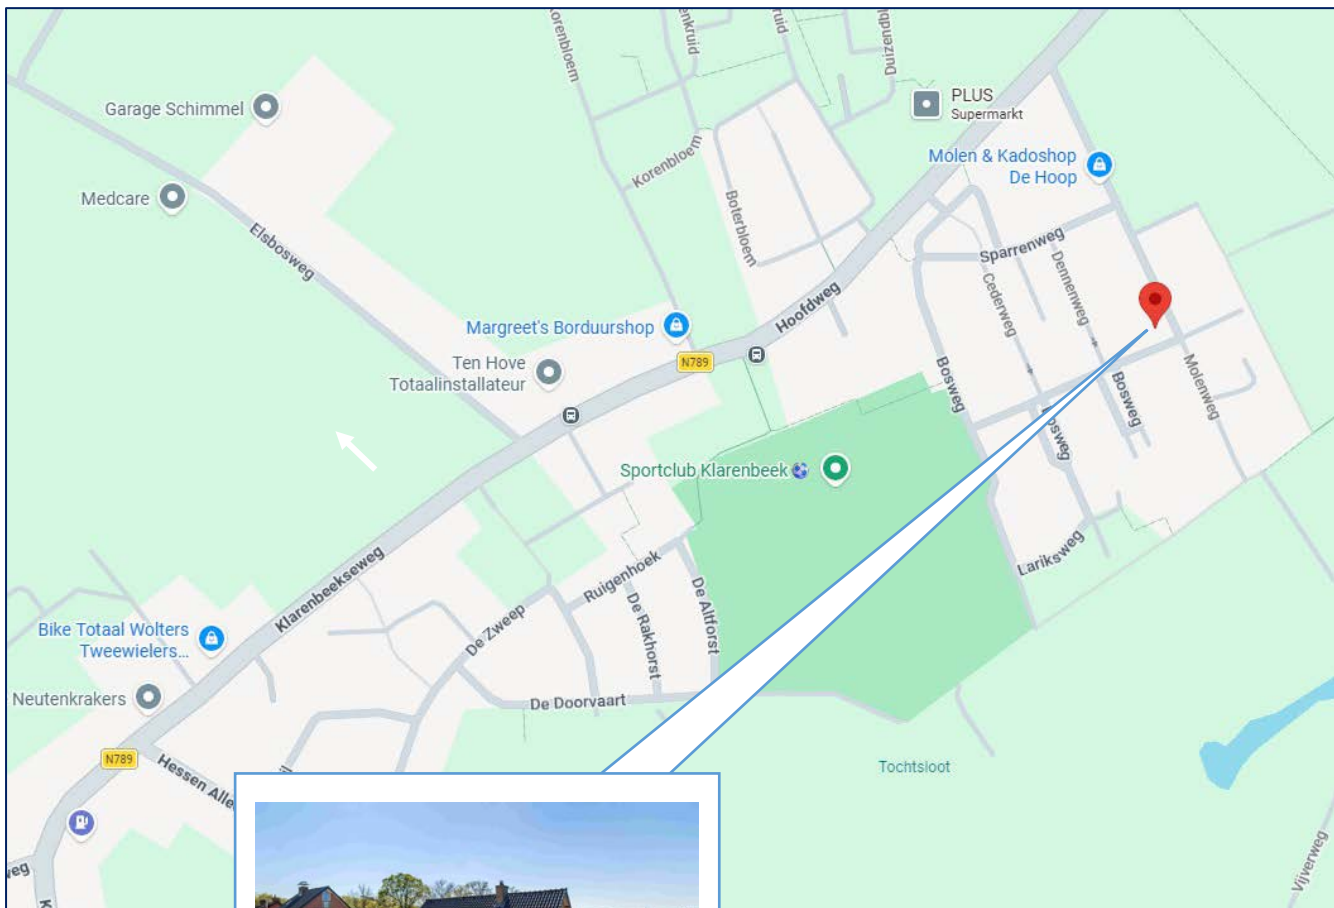 Korenbloem
Duizendbl
Garage Schimmel
PLUS
Supermarkt
Molen & Kadoshop
De Hoop
Medcare
Korenbloem
Boterbloem
Elsbosweg
Sparrenweg
Cederweg
Dennenweg
Hoofdweg
Margreet's Borduurshop
N789
Ten Hove
Totaalinstallateur
Bosweg
Bosweg
Molenweg
Bosweg
Sportclub Klarenbeek
Lariksweg
Klarenbeekseweg
Ruigenhoek
De Zweep
De Rakhorst
De Altforst
Bike Totaal Wolters
Tweewielers...
Neutenkrakers
De Doorvaart
N789
Hessen Alle
Tochtsloot
Vijverweg
weg